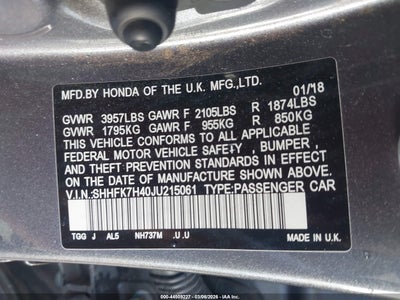 MFD.BY HONDA OF THE U.K. MFG.,LTD.
01/18
GVWR 3957LBS GAWR F 2105LBS R 1874LBS
GVWR 1795KG GAWR F 955KG R 850KG
THIS VEHICLE CONFORMS TO ALL APPLICABLE
FEDERAL MOTOR VEHICLE SAFETY , BUMPER ,
AND THEFT PREVENTION STANDARDS IN EFFECT
ON THE DATE OF MANUFACTURE SHOWN ABOVE.
V.I.N.:SHHFK7H40JU215061 TYPE:PASSENGER CAR
TGG J AL5 NH737M .U .U
MADE IN U.K.
000-44509227 - 03/06/2026 - IAA Inc.